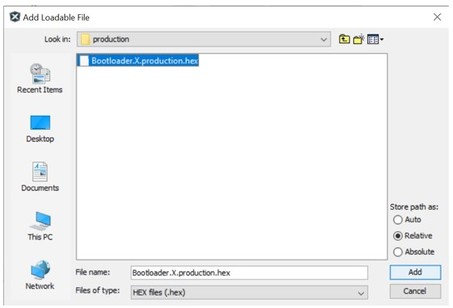 Add Loadable File
Look in: production
Bootloader.X.production.hex
Recent Items
Desktop
Documents
This PC
Network
Store path as:
Auto
Relative
Absolute
File name: Bootloader.X.production.hex Add
Files of type: HEX files (.hex) Cancel